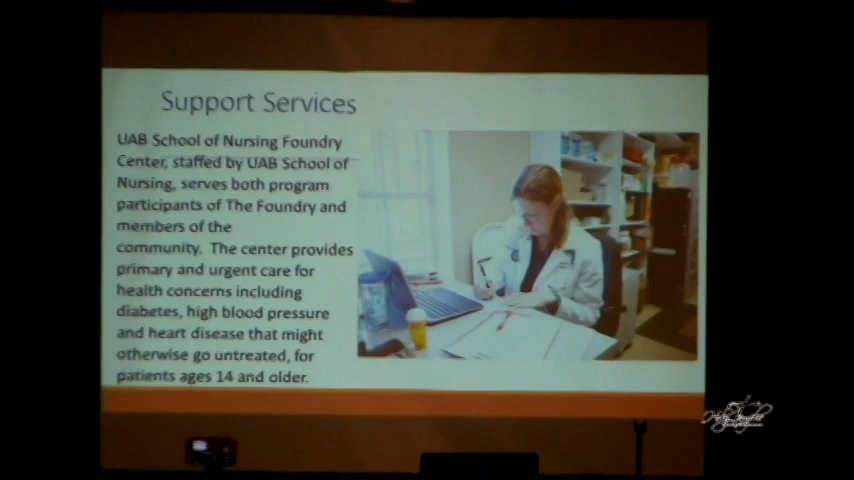 Support Services
UAB School of Nursing Foundry
Center, staffed by UAB School of
Nursing, serves both program
participants of The Foundry and
members of the
community. The center provides
primary and urgent care for
health concerns including
diabetes, high blood pressure
and heart disease that might
otherwise go untreated, for
patients ages 14 and older.